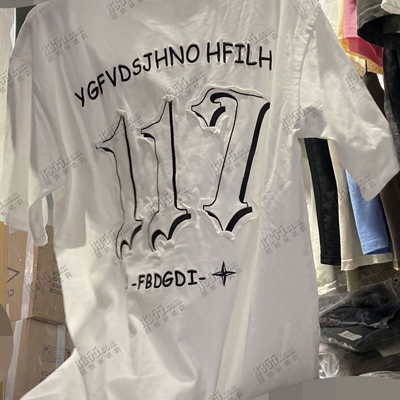 YGFVDSJHNO HFILH
117
-FBDGDI-